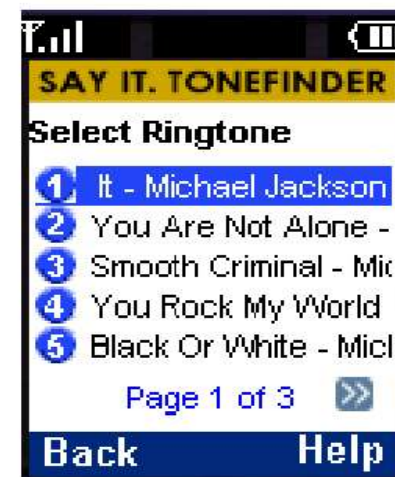 SAY IT. TONEFINDER
Select Ringtone
1 It - Michael Jackson
2 You Are Not Alone -
3 Smooth Criminal - Mic
4 You Rock My World
5 Black Or White - Micl
Page 1 of 3 >>
Back Help